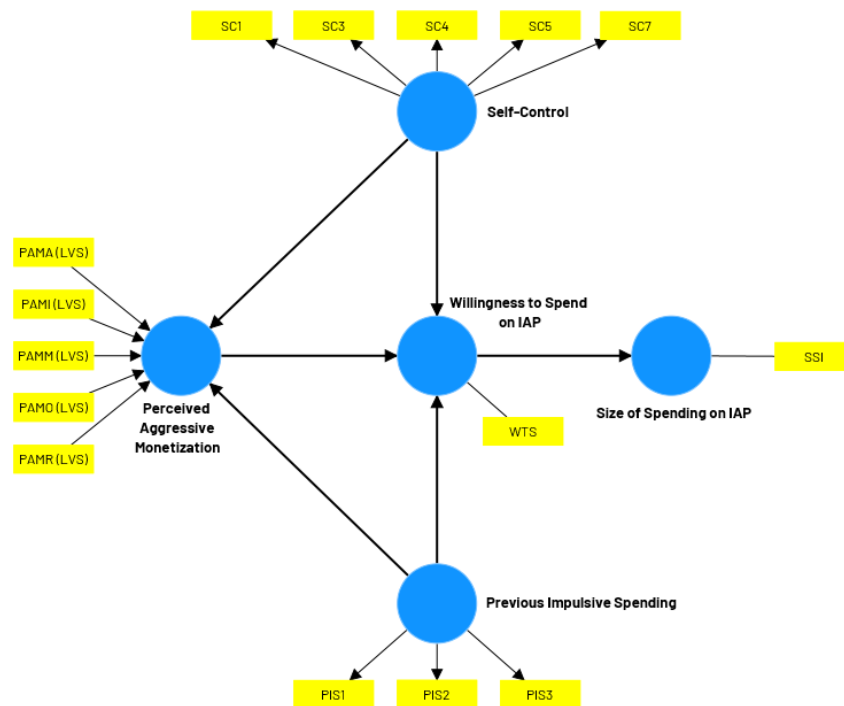 SC1
SC3
SC4
SC5
SC7
Self-Control
PAMA (LVS)
PAMI (LVS)
PAMM (LVS)
PAMO (LVS)
PAMR (LVS)
Perceived
Aggressive
Monetization
Willingness to Spend
on IAP
WTS
SSI
Size of Spending on IAP
Previous Impulsive Spending
PIS1
PIS2
PIS3